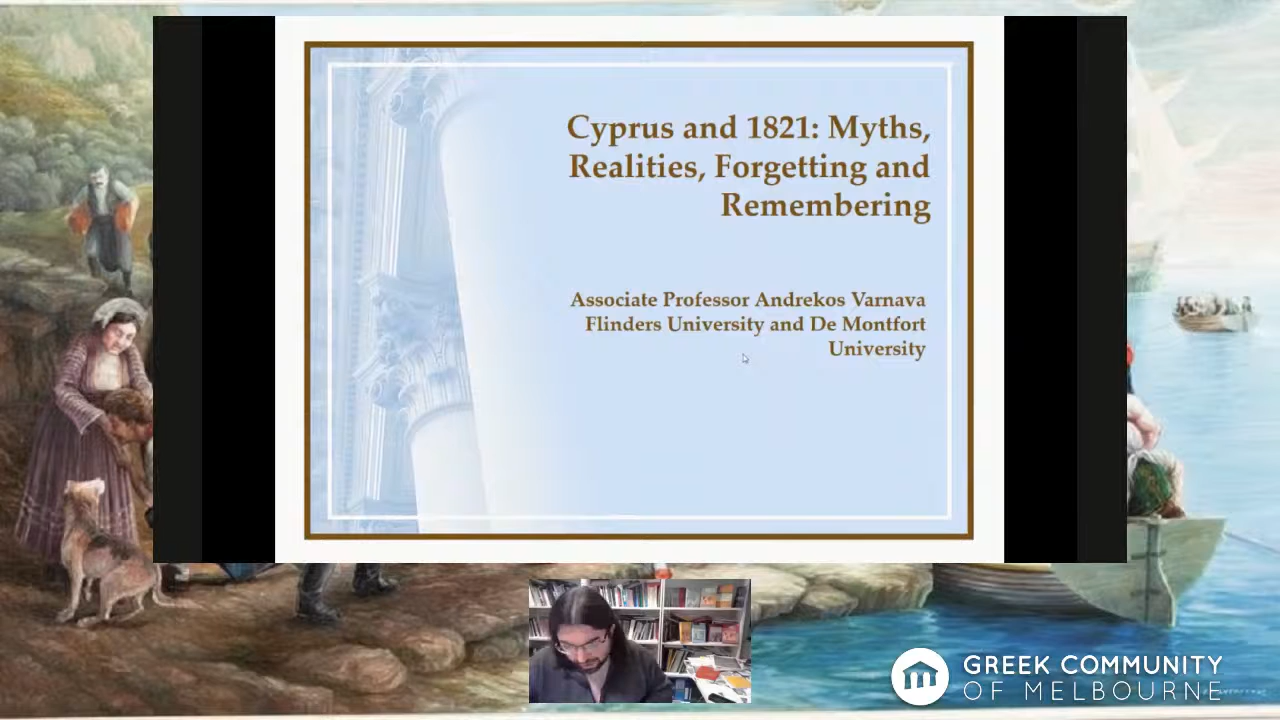 Cyprus and 1821: Myths,
Realities, Forgetting and
Remembering
Associate Professor Andrekos Varnava
Flinders University and De Montfort
University
GREEK COMMUNITY
OF MELBOURNE